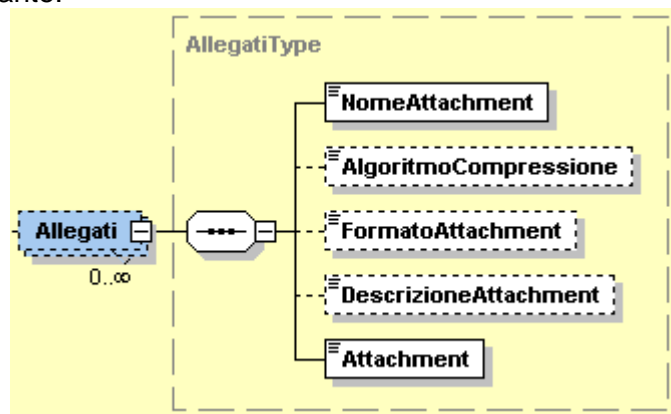 AllegatiType
NomeAttachment
AlgoritmoCompressione
Allegati
FormatoAttachment
0..∞
DescrizioneAttachment
Attachment